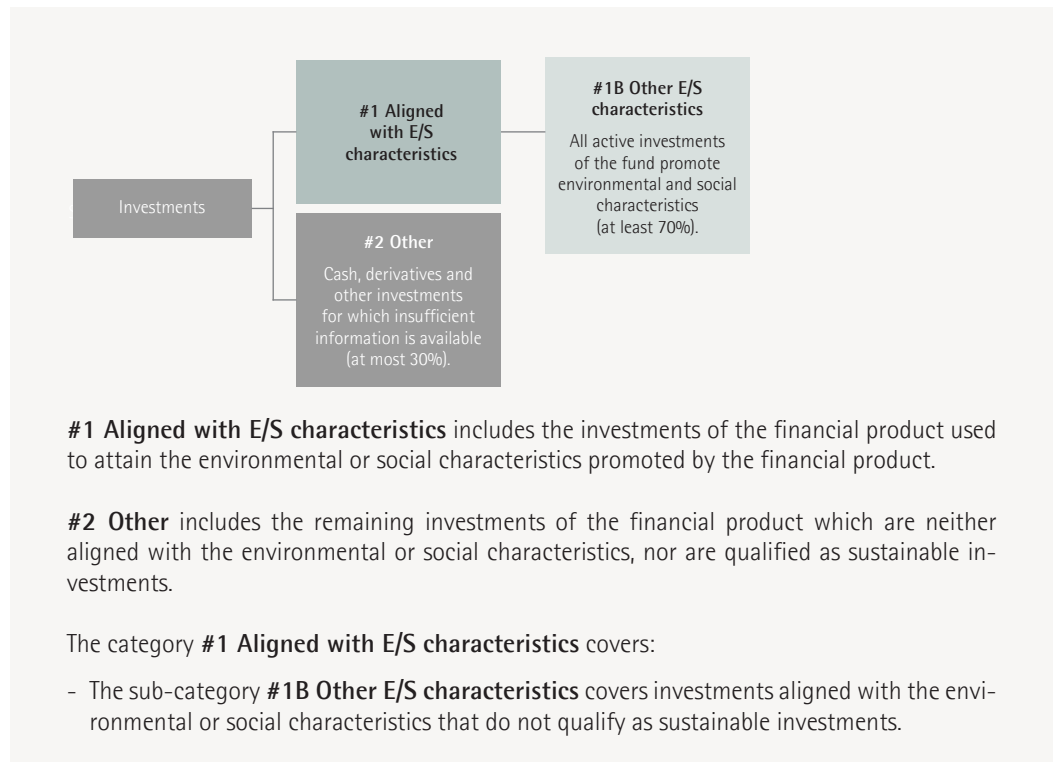 #1 Aligned
with E/S
characteristics
#1B Other E/S
characteristics
All active investments
of the fund promote
environmental and social
characteristics
(at least 70%).
Investments
#2 Other
Cash, derivatives and
other investments
for which insufficient
information is available
(at most 30%).
#1 Aligned with E/S characteristics includes the investments of the financial product used
to attain the environmental or social characteristics promoted by the financial product.
#2 Other includes the remaining investments of the financial product which are neither
aligned with the environmental or social characteristics, nor are qualified as sustainable in-
vestments.
The category #1 Aligned with E/S characteristics covers:
- The sub-category #1B Other E/S characteristics covers investments aligned with the envi-
ronmental or social characteristics that do not qualify as sustainable investments.